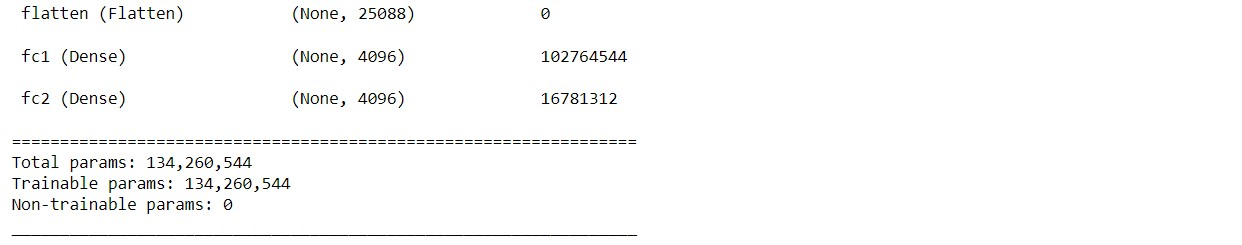 flatten (Flatten) (None, 25088) 0
fc1 (Dense) (None, 4096) 102764544
fc2 (Dense) (None, 4096) 16781312
=================================================================
Total params: 134,260,544
Trainable params: 134,260,544
Non-trainable params: 0
_________________________________________________________________